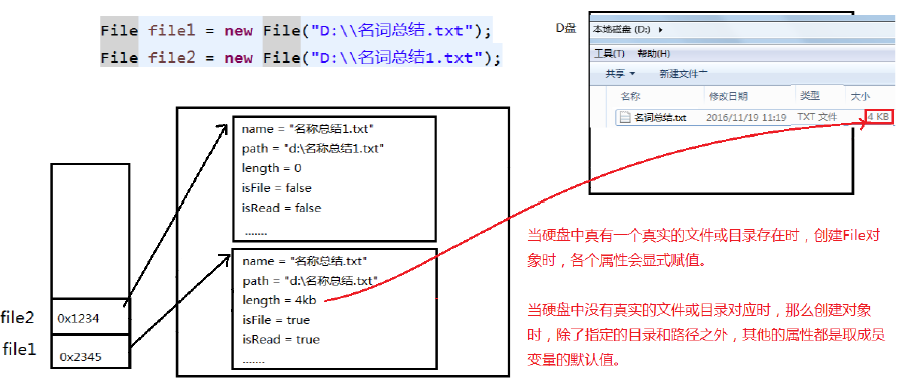 File file1 = new File("D:\\名词总结.txt");
File file2 = new File("D:\\名词总结1.txt");
D盘
本地磁盘 (D:)
工具(T) 帮助(H)
共享 新建文件
名称 修改日期 类型 大小
名词总结.txt 2016/11/19 11:19 TXT 文件 4 KB
name = "名称总结1.txt"
path = "d:\名称总结1.txt"
length = 0
isFile = false
isRead = false
.......
name = "名称总结.txt"
path = "d:\名称总结.txt"
length = 4kb
isFile = true
isRead = true
.......
file2 0x1234
file1 0x2345
当硬盘中真有一个真实的文件或目录存在时，创建File对
象时，各个属性会显式赋值。
当硬盘中没有真实的文件或目录对应时，那么创建对象
时，除了指定的目录和路径之外，其他的属性都是取成员
变量的默认值。